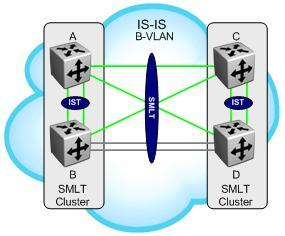 IS-IS
B-VLAN
A
C
IST
SMLT
IST
B
D
SMLT
Cluster
SMLT
Cluster